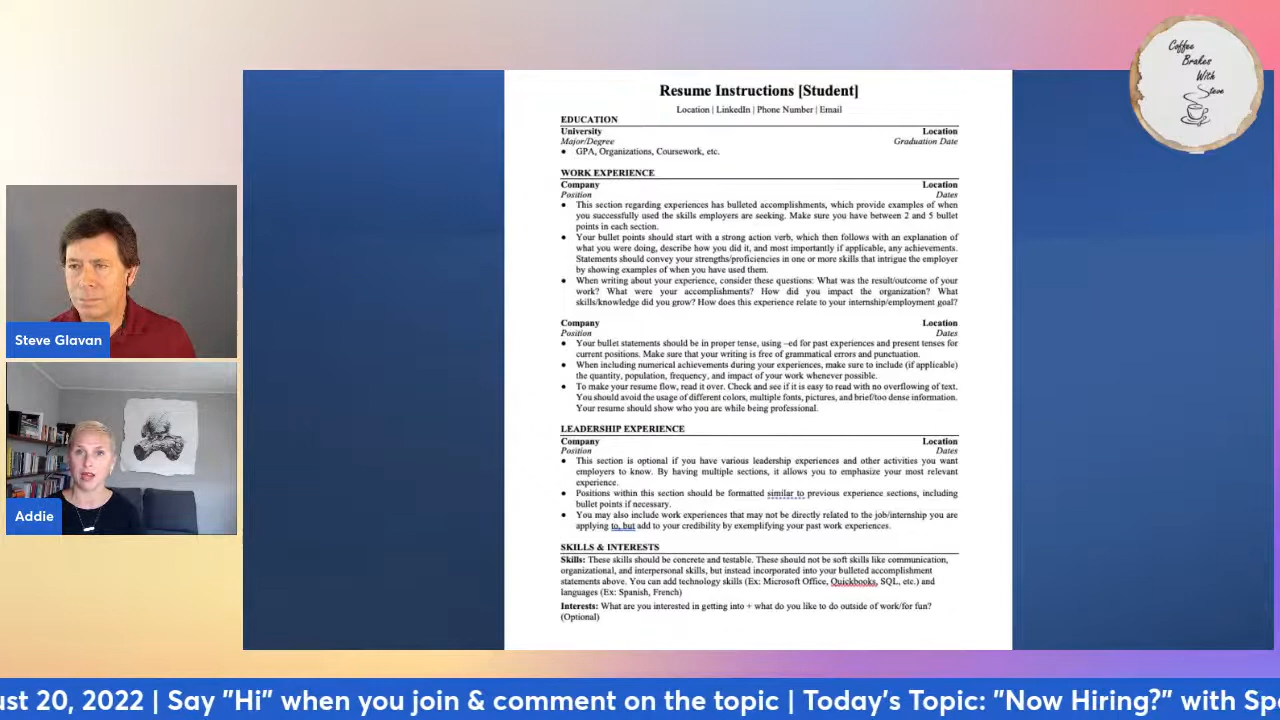 Coffee
Brakes
With
Steve
Resume Instructions [Student]
Location | LinkedIn | Phone Number | Email
EDUCATION
University Location
Major/Degree Graduation Date
● GPA, Organizations, Coursework, etc.
WORK EXPERIENCE
Company Location
Position Dates
● This section regarding experiences has bulleted accomplishments, which provide examples of when
you successfully used the skills employers are seeking. Make sure you have between 2 and 5 bullet
points in each section.
● Your bullet points should start with a strong action verb, which then follows with an explanation of
what you were doing, describe how you did it, and most importantly if applicable, any achievements.
Statements should convey your strengths/proficiencies in one or more skills that intrigue the employer
by showing examples of when you have used them.
● When writing about your experience, consider these questions: What was the result/outcome of your
work? What were your accomplishments? How did you impact the organization? What
skills/knowledge did you grow? How does this experience relate to your internship/employment goal?
Company Location
Position Dates
● Your bullet statements should be in proper tense, using –ed for past experiences and present tenses for
current positions. Make sure that your writing is free of grammatical errors and punctuation.
● When including numerical achievements during your experiences, make sure to include (if applicable)
the quantity, population, frequency, and impact of your work whenever possible.
● To make your resume flow, read it over. Check and see if it is easy to read with no overflowing of text.
You should avoid the usage of different colors, multiple fonts, pictures, and brief/too dense information.
Your resume should show who you are while being professional.
LEADERSHIP EXPERIENCE
Company Location
Position Dates
● This section is optional if you have various leadership experiences and other activities you want
employers to know. By having multiple sections, it allows you to emphasize your most relevant
experience.
● Positions within this section should be formatted similar to previous experience sections, including
bullet points if necessary.
● You may also include work experiences that may not be directly related to the job/internship you are
applying to, but add to your credibility by exemplifying your past work experiences.
SKILLS & INTERESTS
Skills: These skills should be concrete and testable. These should not be soft skills like communication,
organizational, and interpersonal skills, but instead incorporated into your bulleted accomplishment
statements above. You can add technology skills (Ex: Microsoft Office, Quickbooks, SQL, etc.) and
languages (Ex: Spanish, French)
Interests: What are you interested in getting into + what do you like to do outside of work/for fun?
(Optional)
Steve Glavan
Addie
ust 20, 2022 | Say "Hi" when you join & comment on the topic | Today's Topic: "Now Hiring?" with Sp